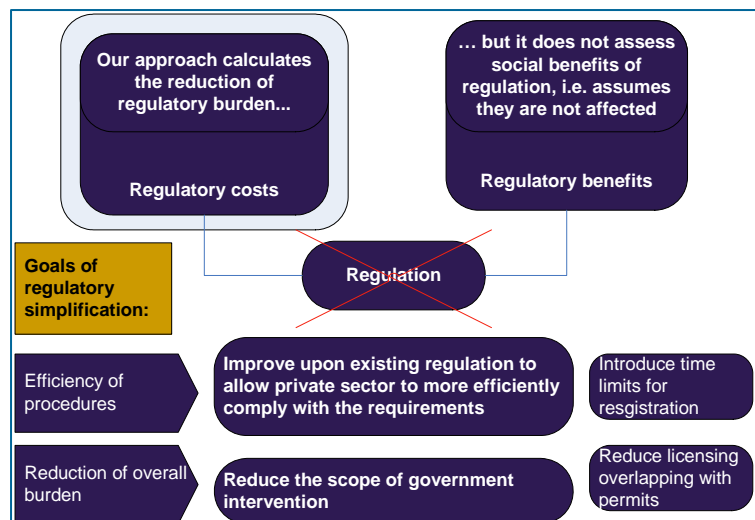 Our approach calculates
the reduction of
regulatory burden...
Regulatory costs
… but it does not assess
social benefits of
regulation, i.e. assumes
they are not affected
Regulatory benefits
Regulation
Goals of
regulatory
simplification:
Efficiency of
procedures
Improve upon existing regulation to
allow private sector to more efficiently
comply with the requirements
Introduce time
limits for
resgistration
Reduction of overall
burden
Reduce the scope of government
intervention
Reduce licensing
overlapping with
permits